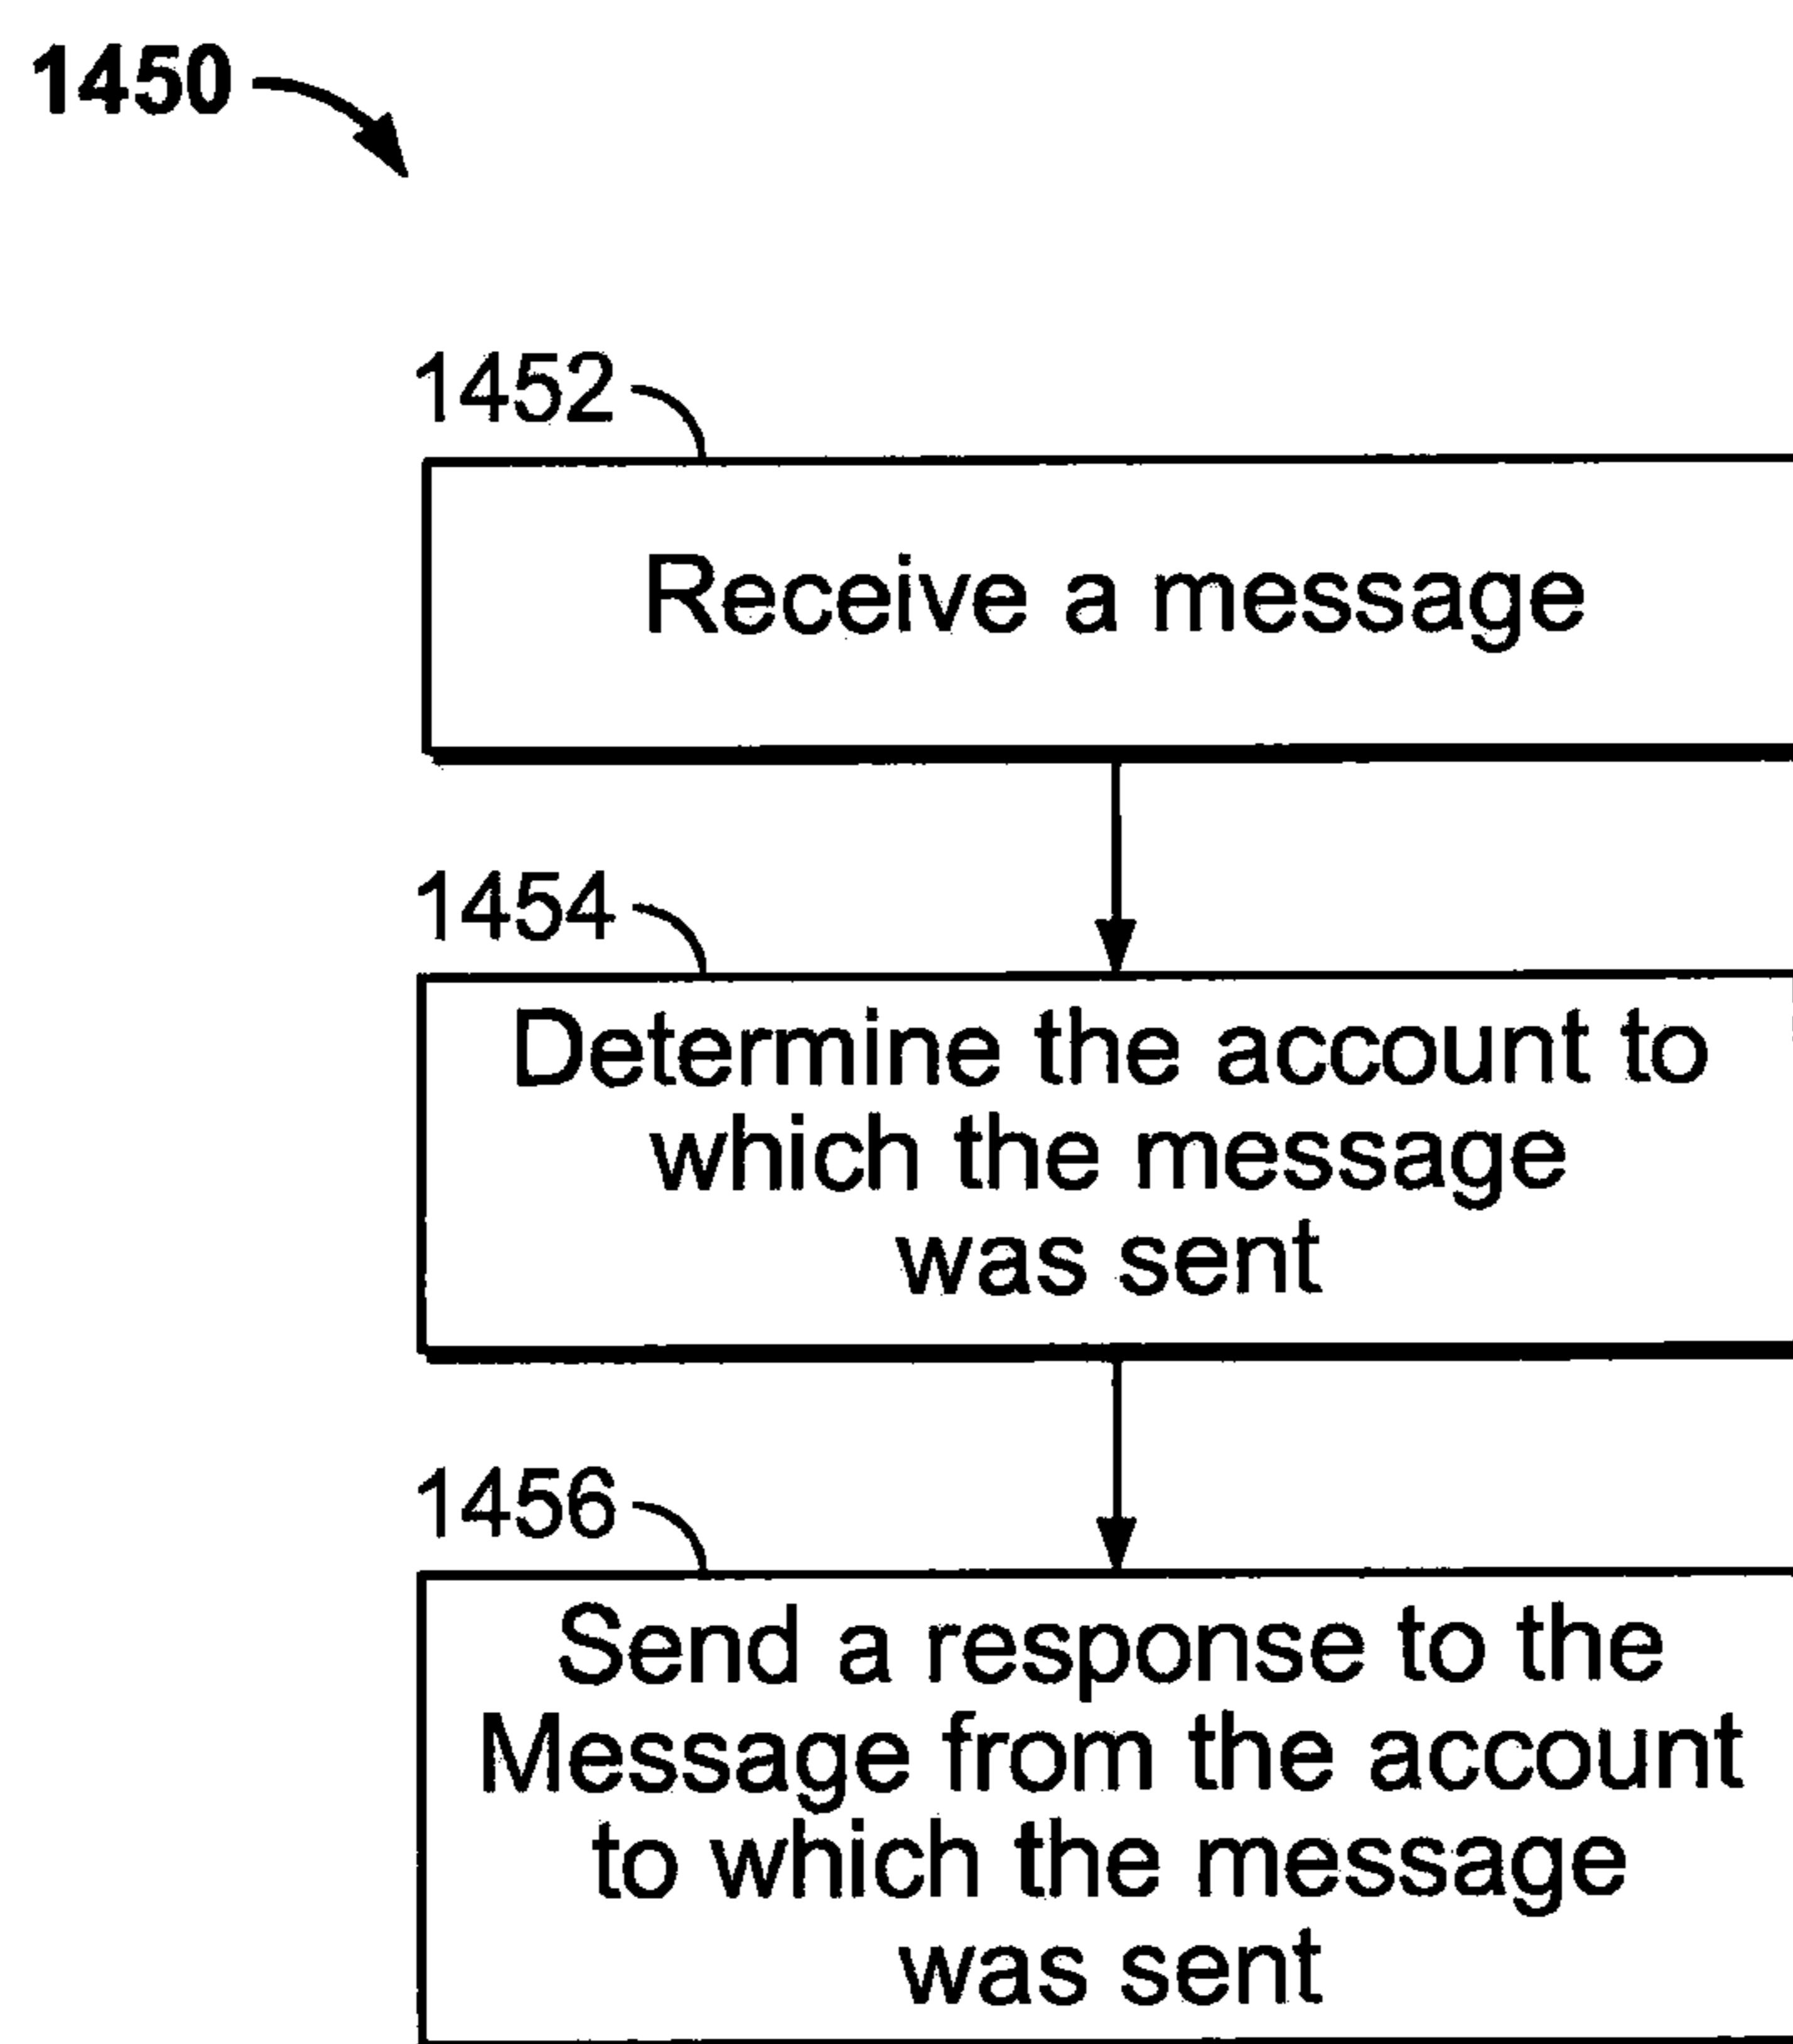 1450
1452
Receive a message
1454
Determine the account to
which the message
was sent
1456
Send a response to the
Message from the account
to which the message
was sent